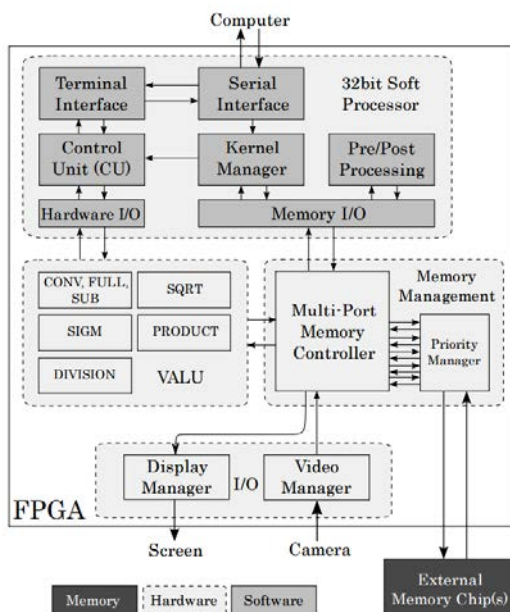 Computer
Terminal
Interface
Serial
Interface
32bit Soft
Processor
Control
Unit (CU)
Kernel
Manager
Pre/Post
Processing
Hardware I/O
Memory I/O
CONV, FULL,
SUB
SQRT
SIGM
PRODUCT
DIVISION
VALU
Memory
Management
Multi-Port
Memory
Controller
Priority
Manager
Display
Manager
I/O
Video
Manager
FPGA
Screen
Camera
External
Memory Chip(s)
Memory
Hardware
Software